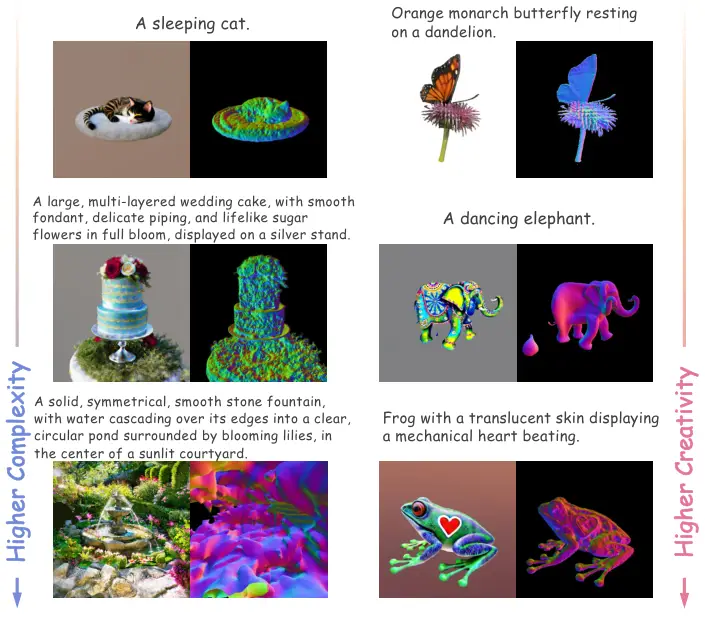 A sleeping cat.
Orange monarch butterfly resting
on a dandelion.
A large, multi-layered wedding cake, with smooth
fondant, delicate piping, and lifelike sugar
flowers in full bloom, displayed on a silver stand.
A dancing elephant.
A solid, symmetrical, smooth stone fountain,
with water cascading over its edges into a clear,
circular pond surrounded by blooming lilies, in
the center of a sunlit courtyard.
Frog with a translucent skin displaying
a mechanical heart beating.
Higher Complexity
Higher Creativity